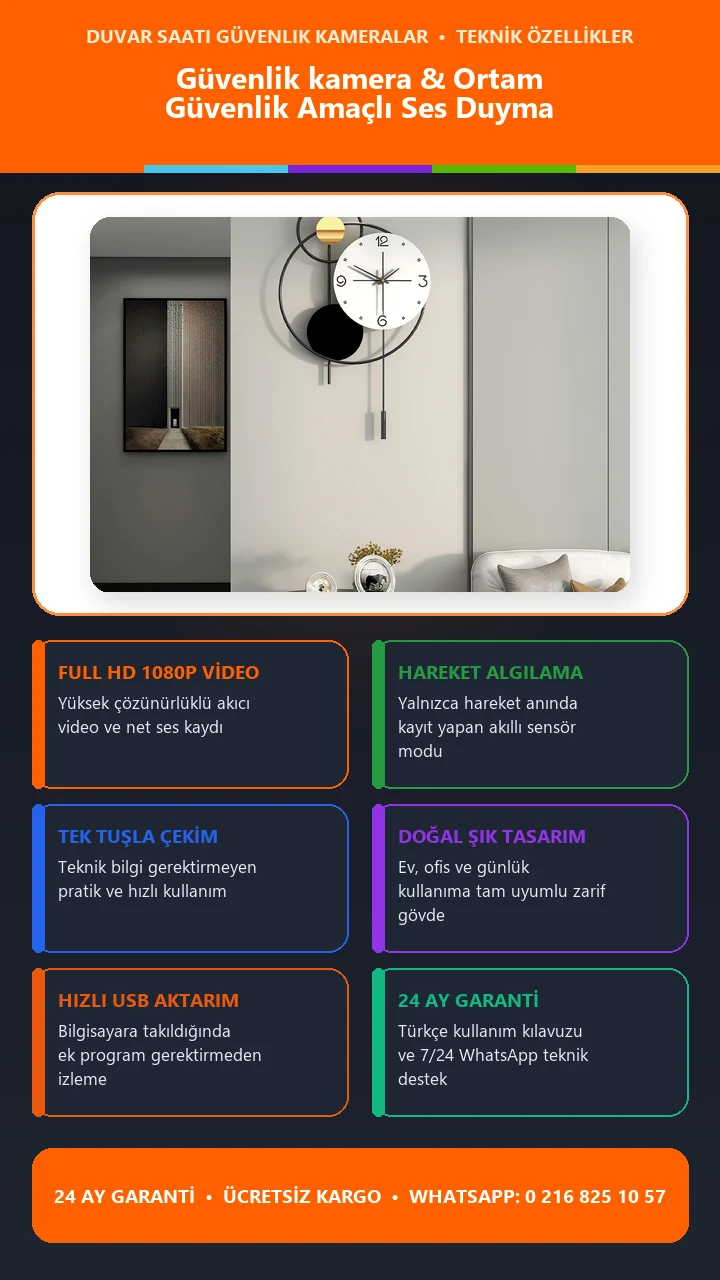 DUVAR SAATI GÜVENLIK KAMERALAR • TEKNİK ÖZELLİKLER
Güvenlik kamera & Ortam
Güvenlik Amaçlı Ses Duyma
12
9
3
6
FULL HD 1080P VİDEO
Yüksek çözünürlüklü akıcı
video ve net ses kaydı
HAREKET ALGILAMA
Yalnızca hareket anında
kayıt yapan akıllı sensör
modu
TEK TUŞLA ÇEKİM
Teknik bilgi gerektirmeyen
pratik ve hızlı kullanım
DOĞAL ŞIK TASARIM
Ev, ofis ve günlük
kullanıma tam uyumlu zarif
gövde
HIZLI USB AKTARIM
Bilgisayara takıldığında
ek program gerektirmeden
izleme
24 AY GARANTİ
Türkçe kullanım kılavuzu
ve 7/24 WhatsApp teknik
destek
24 AY GARANTİ • ÜCRETSİZ KARGO • WHATSAPP: 0 216 825 10 57